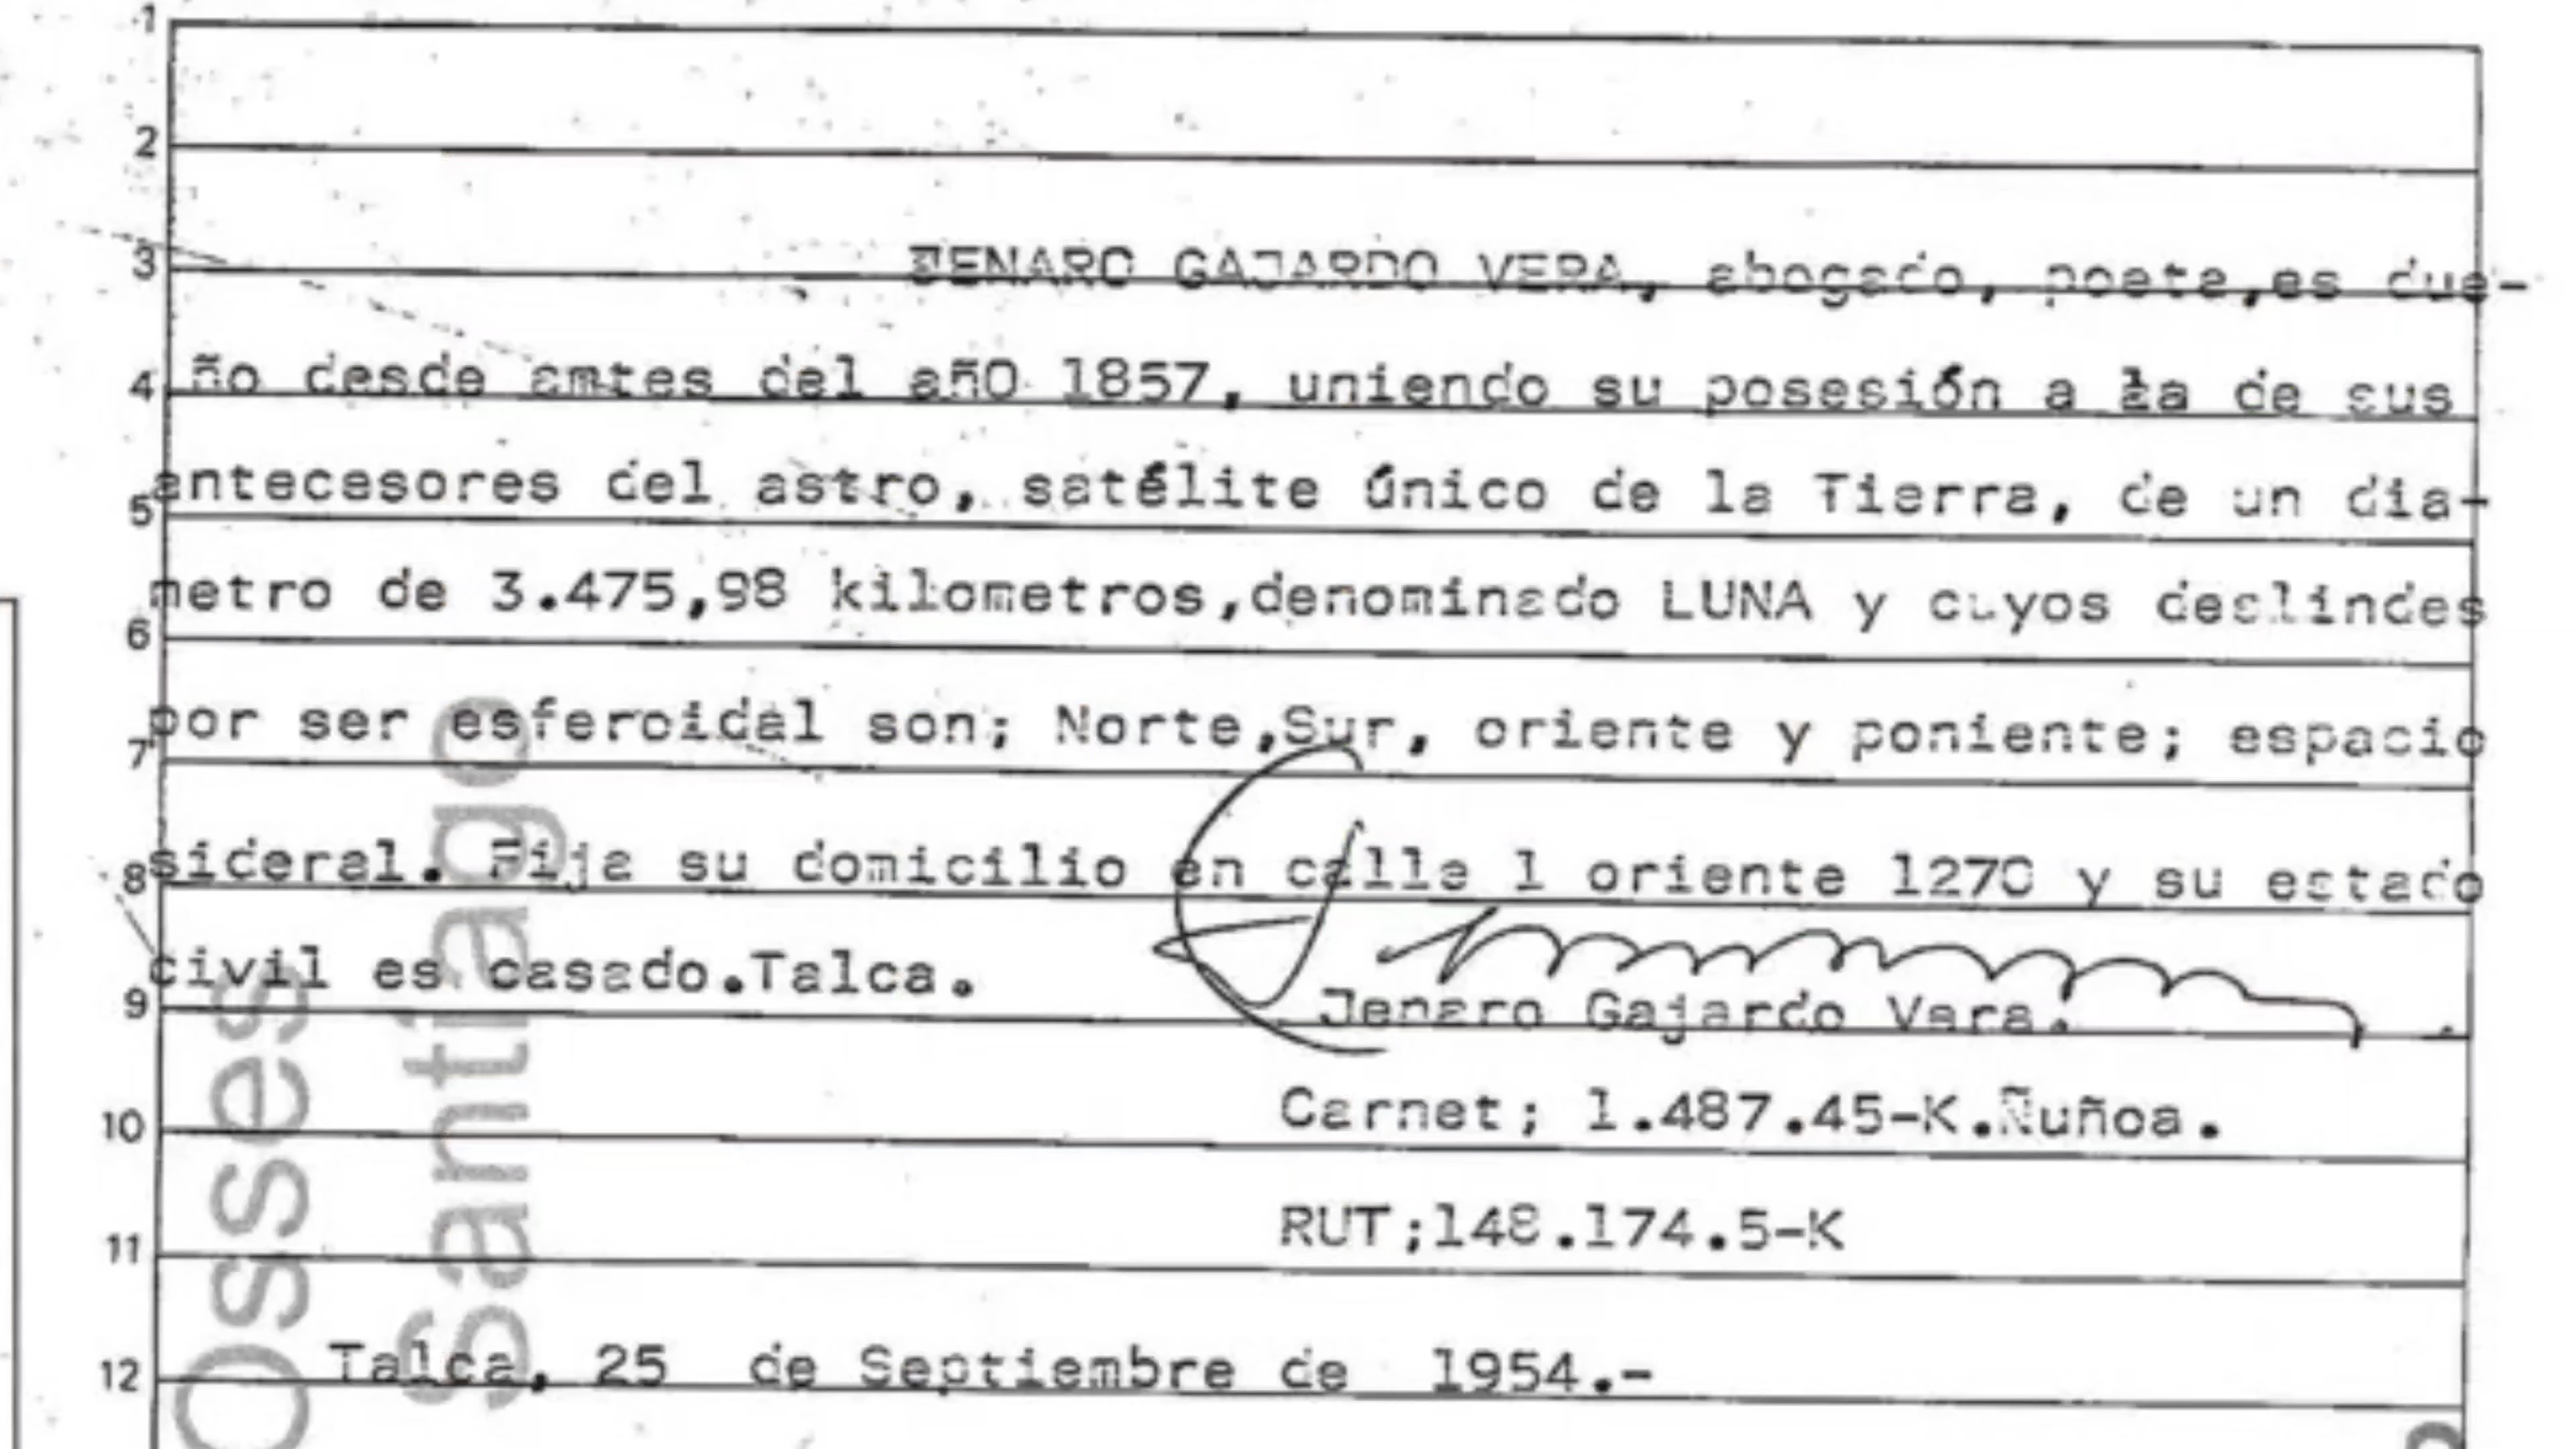 1
2
3 JENARO GAJARDO VERA, abogado, poeta,es due-
4 ño desde amtes del añO 1857, uniendo su posesión a la de sus
5 antecesores del astro, satélite único de la Tierra, de un dia-
6 metro de 3.475,98 kilometros,denominado LUNA y cuyos deslindes
7 por ser esferoidal son; Norte,Sur, oriente y poniente; espacio
8 sideral. Fija su domicilio en calle 1 oriente 1270 y su estado
9 civil es casado.Talca.
Jenaro Gajardo Vera.
10 Carnet; 1.487.45-K.Ñuñoa.
11 RUT;148.174.5-K
12 Talca, 25 de Septiembre de 1954.-
Osses
Santiago